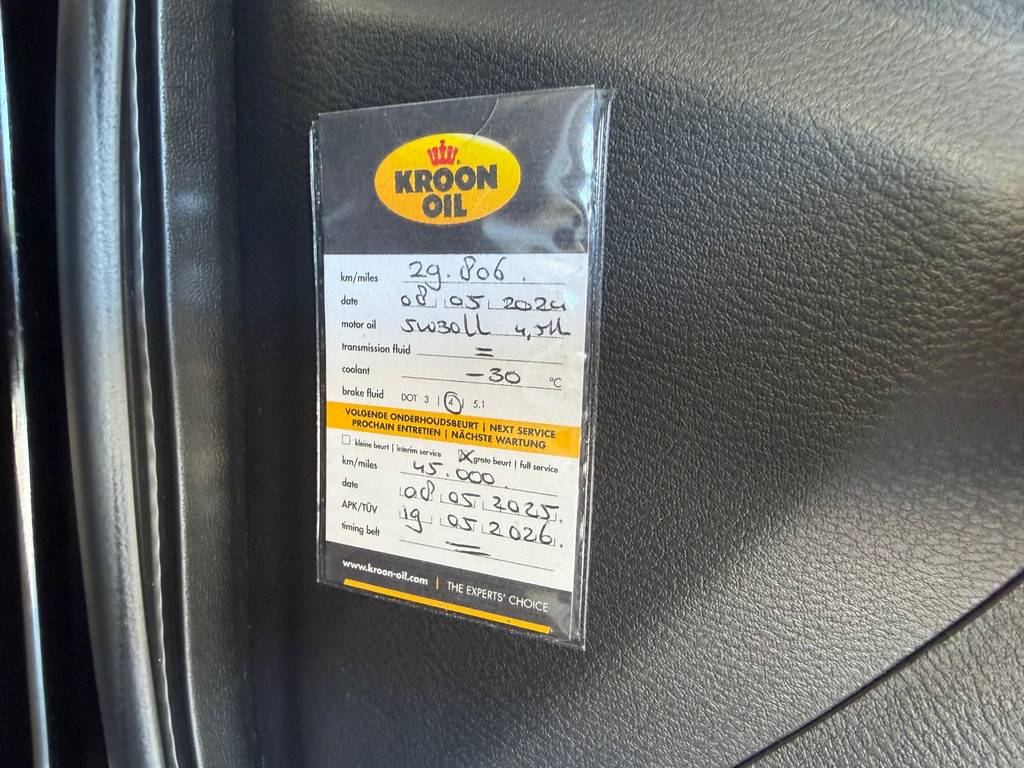 KROON
OIL
km/miles 29.806.
date 08 05 2024
motor oil 5W30LL 4,5L
transmission fluid =
coolant -30 °C
brake fluid DOT 3 | 4 | 5.1
VOLGENDE ONDERHOUDSBEURT | NEXT SERVICE
PROCHAIN ENTRETIEN | NÄCHSTE WARTUNG
kleine beurt | interim service X grote beurt | full service
km/miles 45.000.
date 08 05 2025.
APK/TÜV 19 05 2026.
timing belt =
www.kroon-oil.com | THE EXPERTS' CHOICE